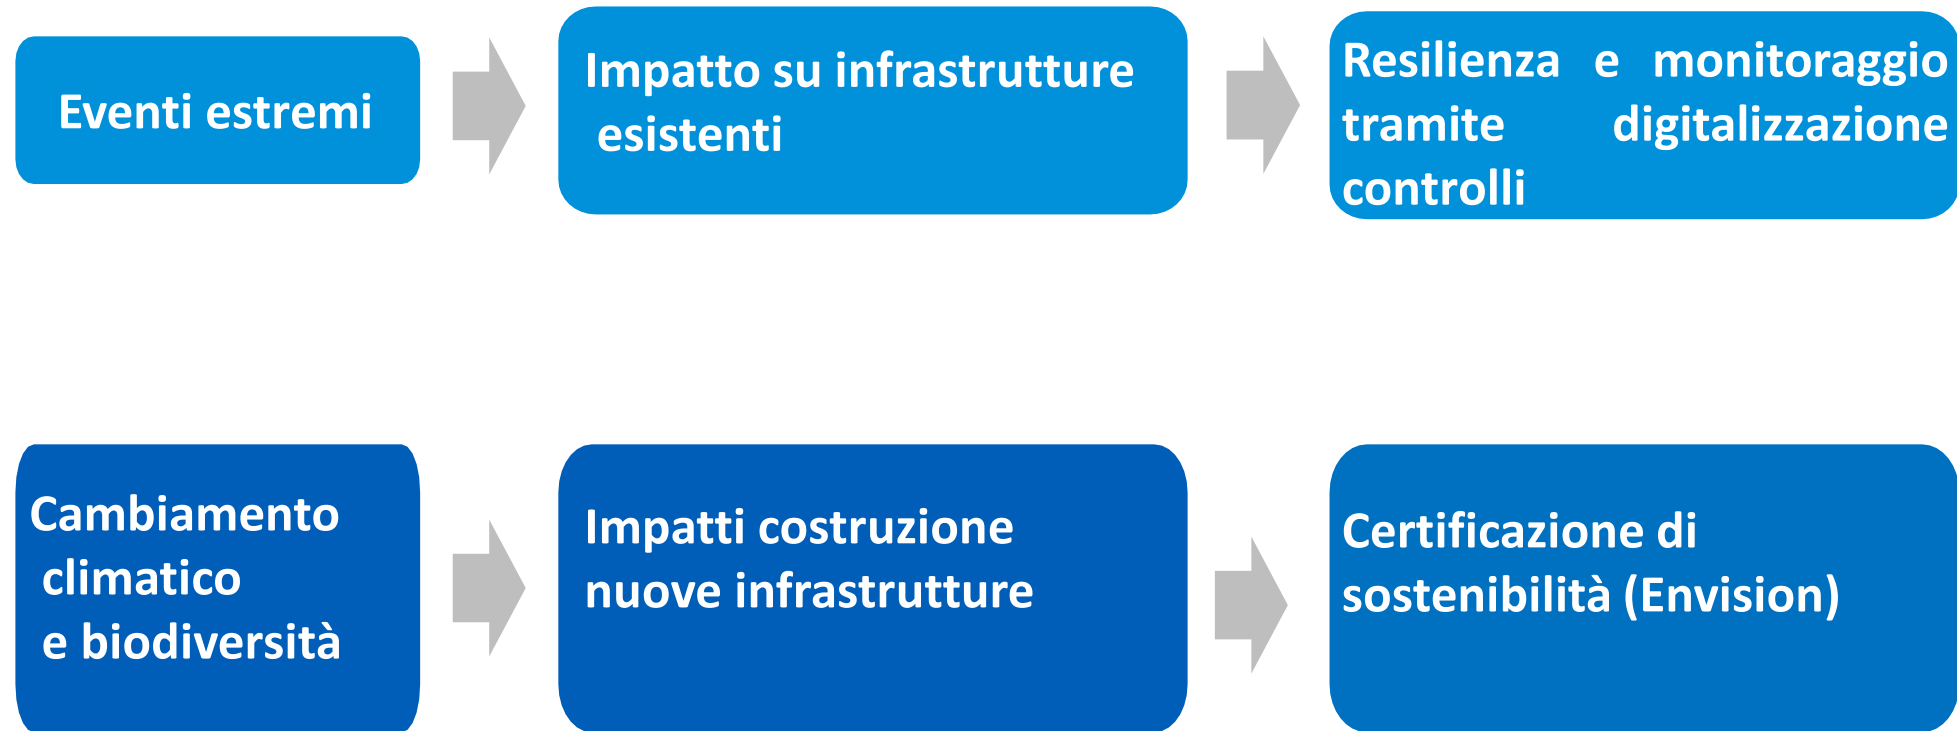 Eventi estremi
Impatto su infrastrutture
esistenti
Resilienza e monitoraggio
tramite digitalizzazione
controlli
Cambiamento
climatico
e biodiversità
Impatti costruzione
nuove infrastrutture
Certificazione di
sostenibilità (Envision)